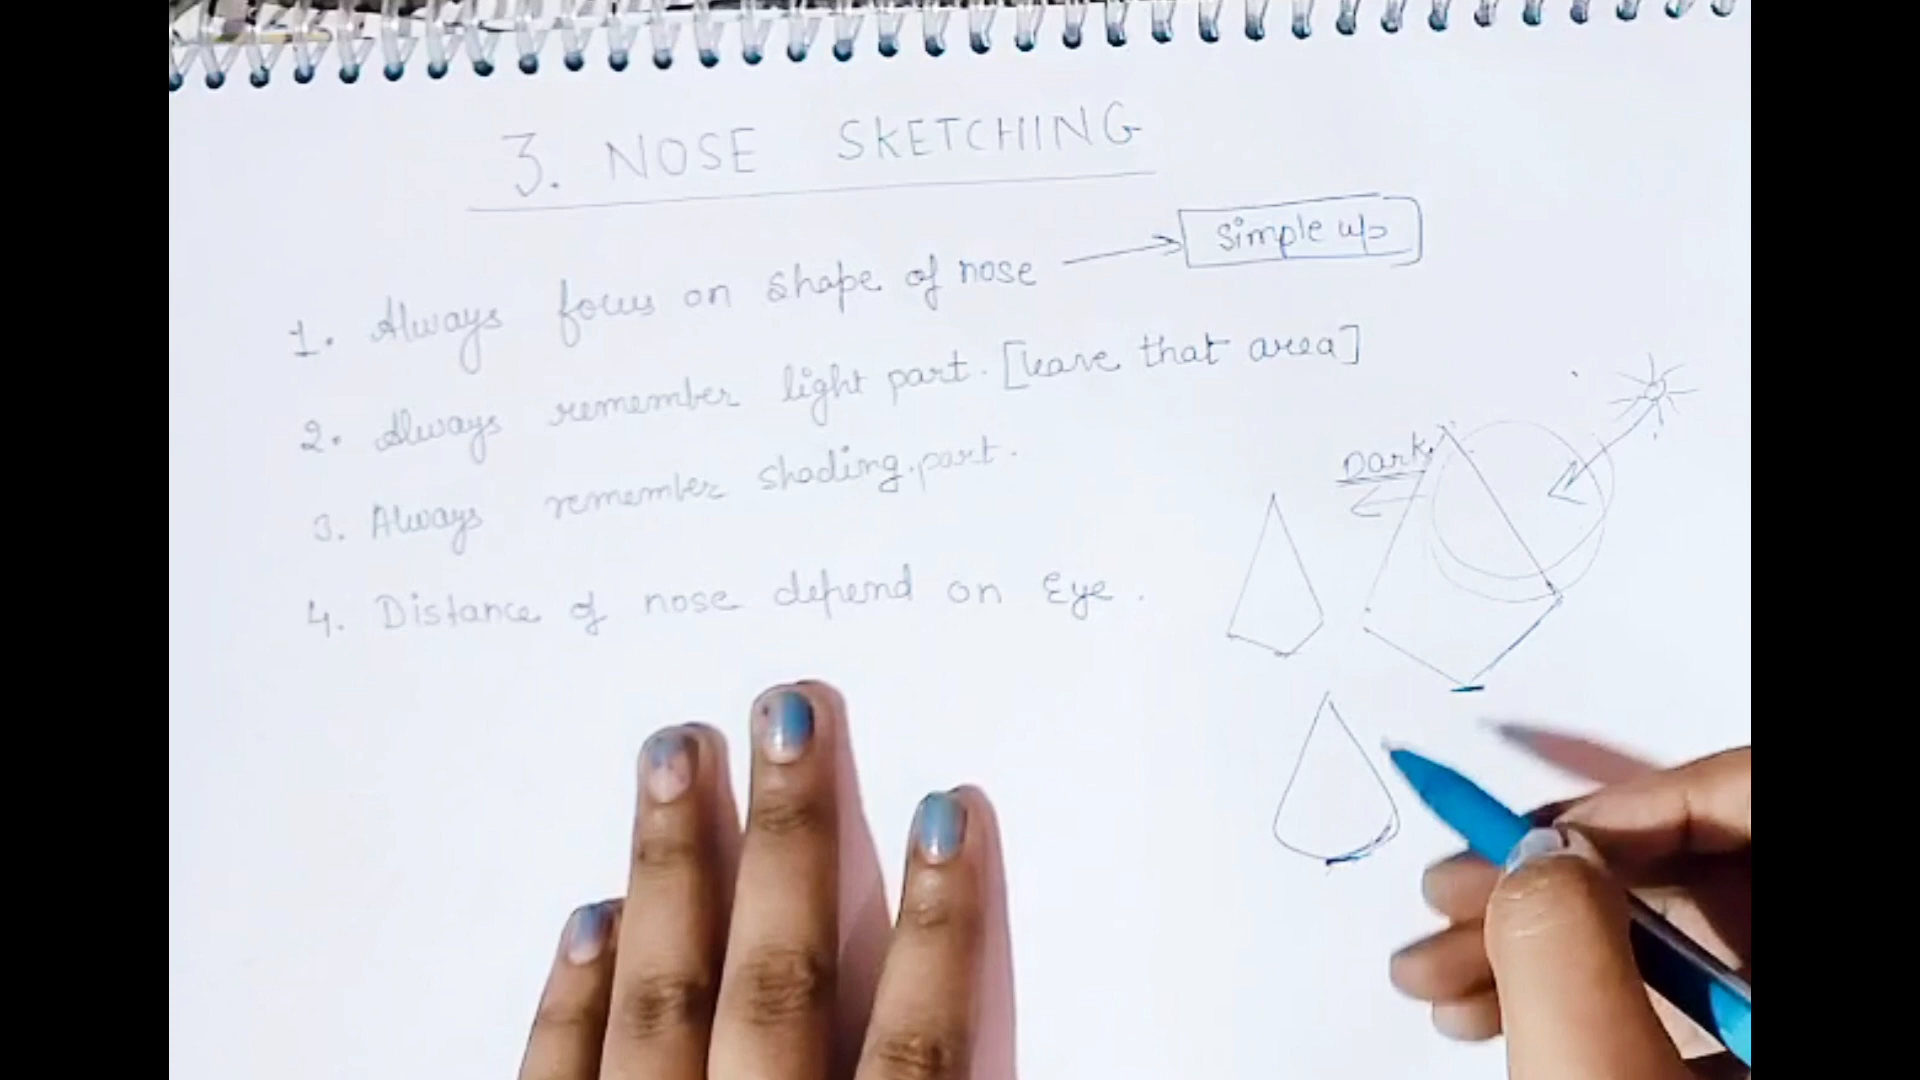 3. NOSE SKETCHING
1. Always focus on shape of nose → Simple up
2. Always remember light part. [leave that area]
3. Always remember shading part.
Dark
4. Distance of nose depend on Eye.